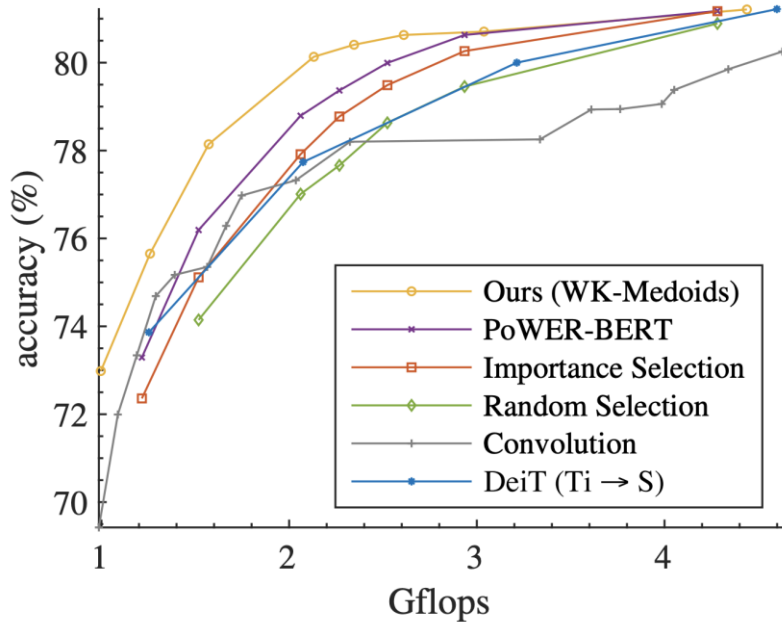 80
78
76
74
72
70
accuracy (%)
Ours (WK-Medoids)
PoWER-BERT
Importance Selection
Random Selection
Convolution
DeiT (Ti → S)
1 2 3 4
Gflops